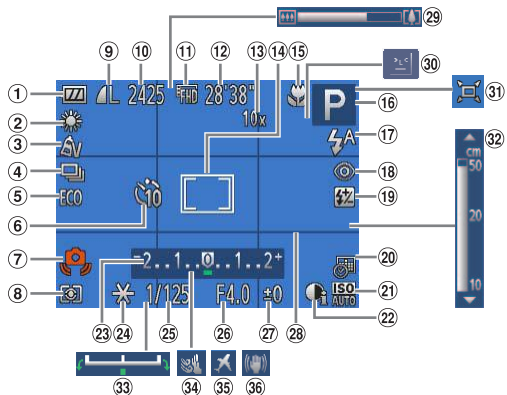 ㉙
⑨ ⑩ ⑪ ⑫ ⑬ ⑭ ⑮ ㉚
① L 2425 FHD 28'38" P ⑯ ㉛
② 10x
③ A ⑰ ㉜
④ ⑱ cm
50
⑤ ECO 10 ⑲
20
⑥
⑦ ⁻2..1..0..1..2⁺ ⑳
10
⑧ 1/125 F4.0 ±0 i ISO AUTO ㉑
㉓ ㉔ ㉕ ㉖ ㉗ ㉘ ㉒
㉝ ㉞ ㉟ ㊱